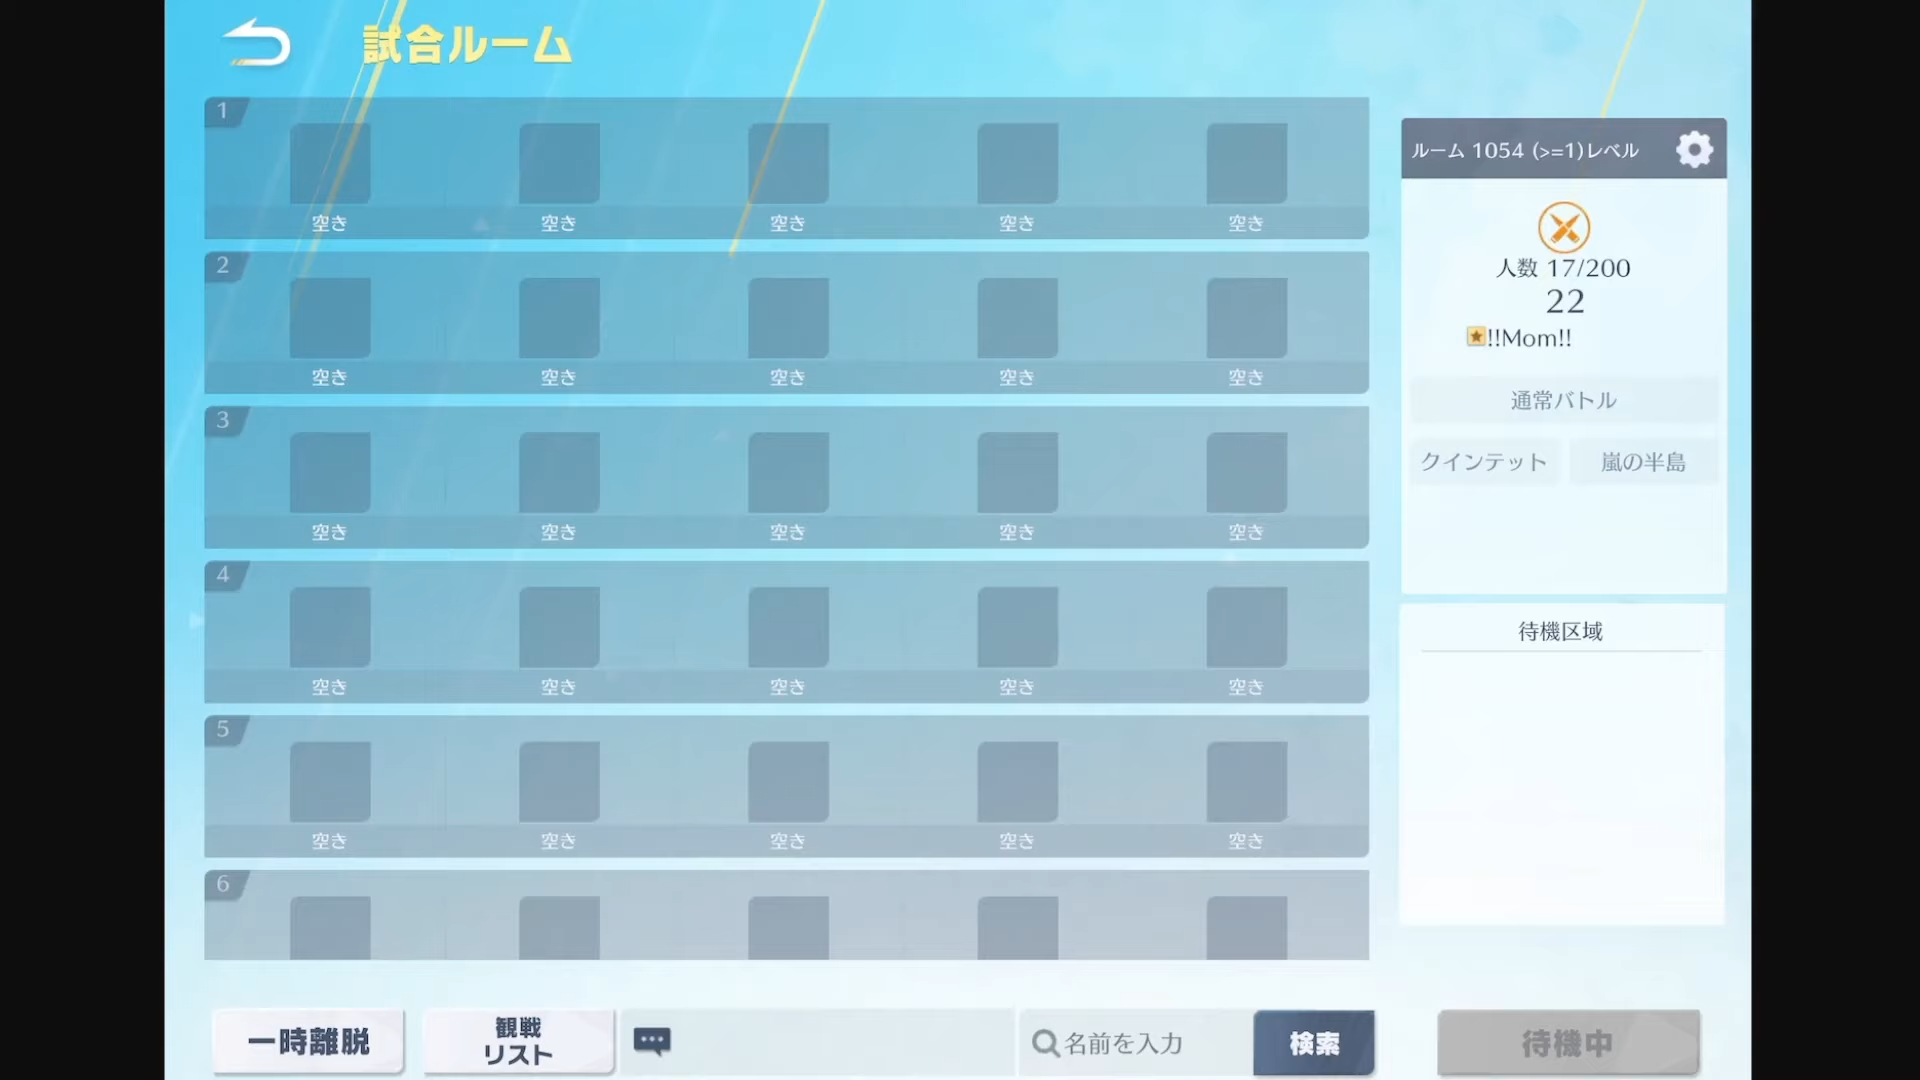 試合ルーム
1
空き 空き 空き 空き 空き
2
空き 空き 空き 空き 空き
3
空き 空き 空き 空き 空き
4
空き 空き 空き 空き 空き
5
空き 空き 空き 空き 空き
6
ルーム 1054 (>=1)レベル
人数 17/200
22
!!Mom!!
通常バトル
クインテット 嵐の半島
待機区域
一時離脱
観戦
リスト
名前を入力
検索
待機中